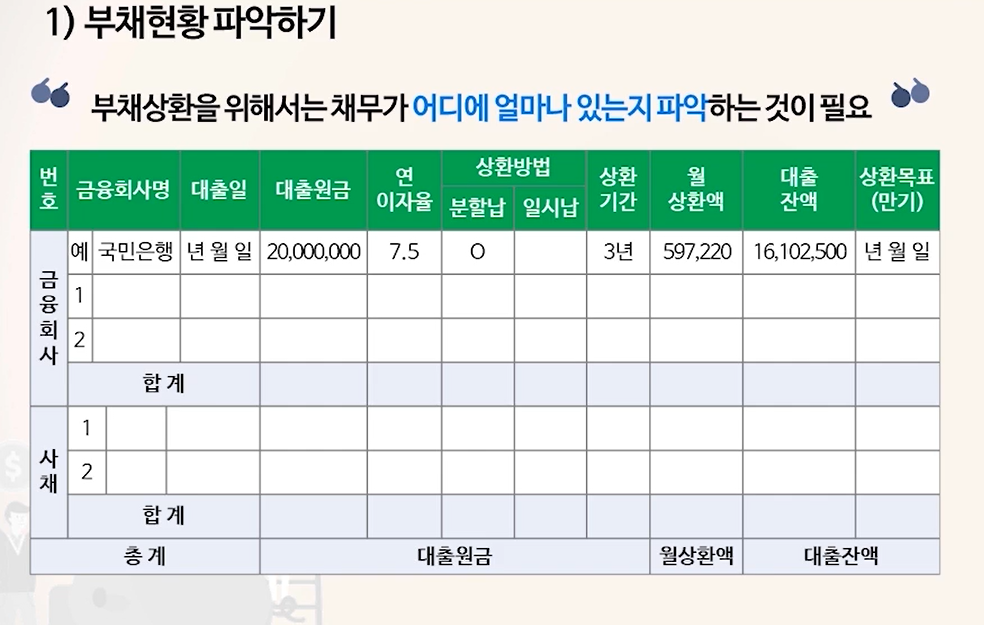 1) 부채현황 파악하기
부채상환을 위해서는 채무가 어디에 얼마나 있는지 파악하는 것이 필요
번호 금융회사명 대출일 대출원금 연 이자율 상환방법 분할납 일시납 상환 기간 월 상환액 대출 잔액 상환목표 (만기)
금융회사
예 국민은행 년 월 일 20,000,000 7.5 O 3년 597,220 16,102,500 년 월 일
1
2
합 계
사채
1
2
합 계
총 계 대출원금 월상환액 대출잔액